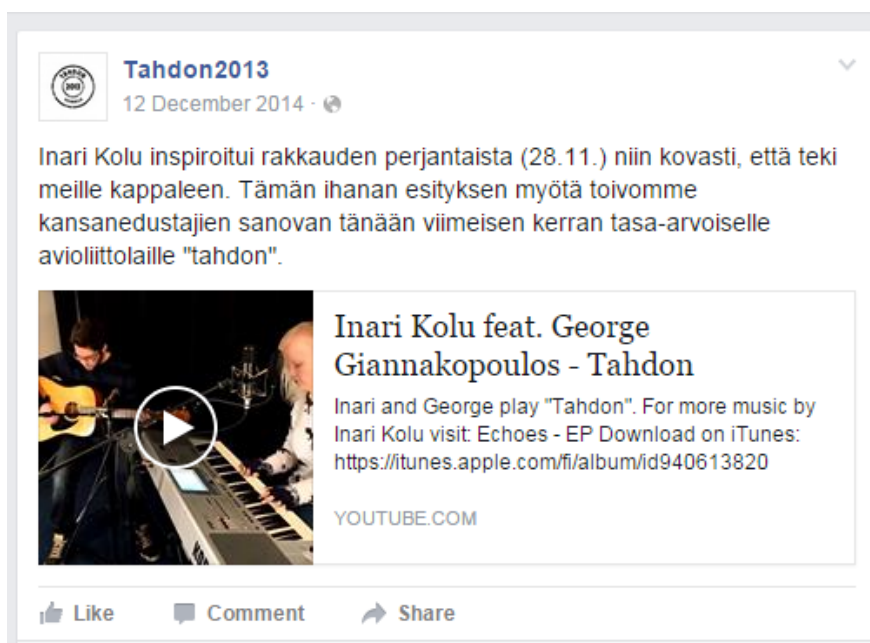 Tahdon2013
12 December 2014 ·
Inari Kolu inspiroitui rakkauden perjantaista (28.11.) niin kovasti, että teki
meille kappaleen. Tämän ihanan esityksen myötä toivomme
kansanedustajien sanovan tänään viimeisen kerran tasa-arvoiselle
avioliittolaille "tahdon".
Inari Kolu feat. George
Giannakopoulos - Tahdon
Inari and George play "Tahdon". For more music by
Inari Kolu visit: Echoes - EP Download on iTunes:
https://itunes.apple.com/fi/album/id940613820
YOUTUBE.COM
Like Comment Share